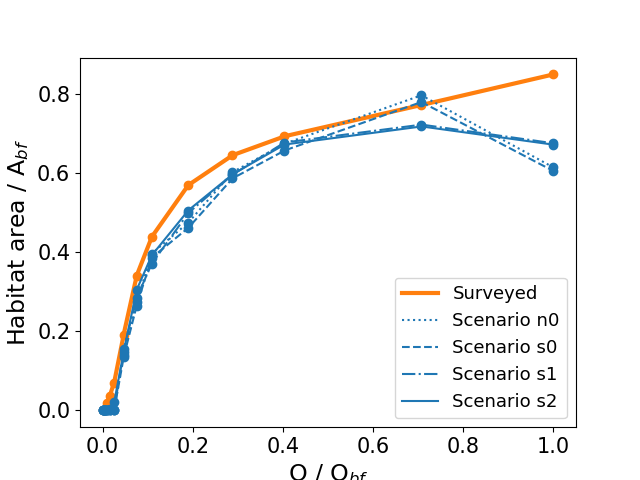 Habitat area / A_bf
0.8
0.6
0.4
0.2
0.0
Surveyed
Scenario n0
Scenario s0
Scenario s1
Scenario s2
0.0 0.2 0.4 0.6 0.8 1.0
Q / Q_bf